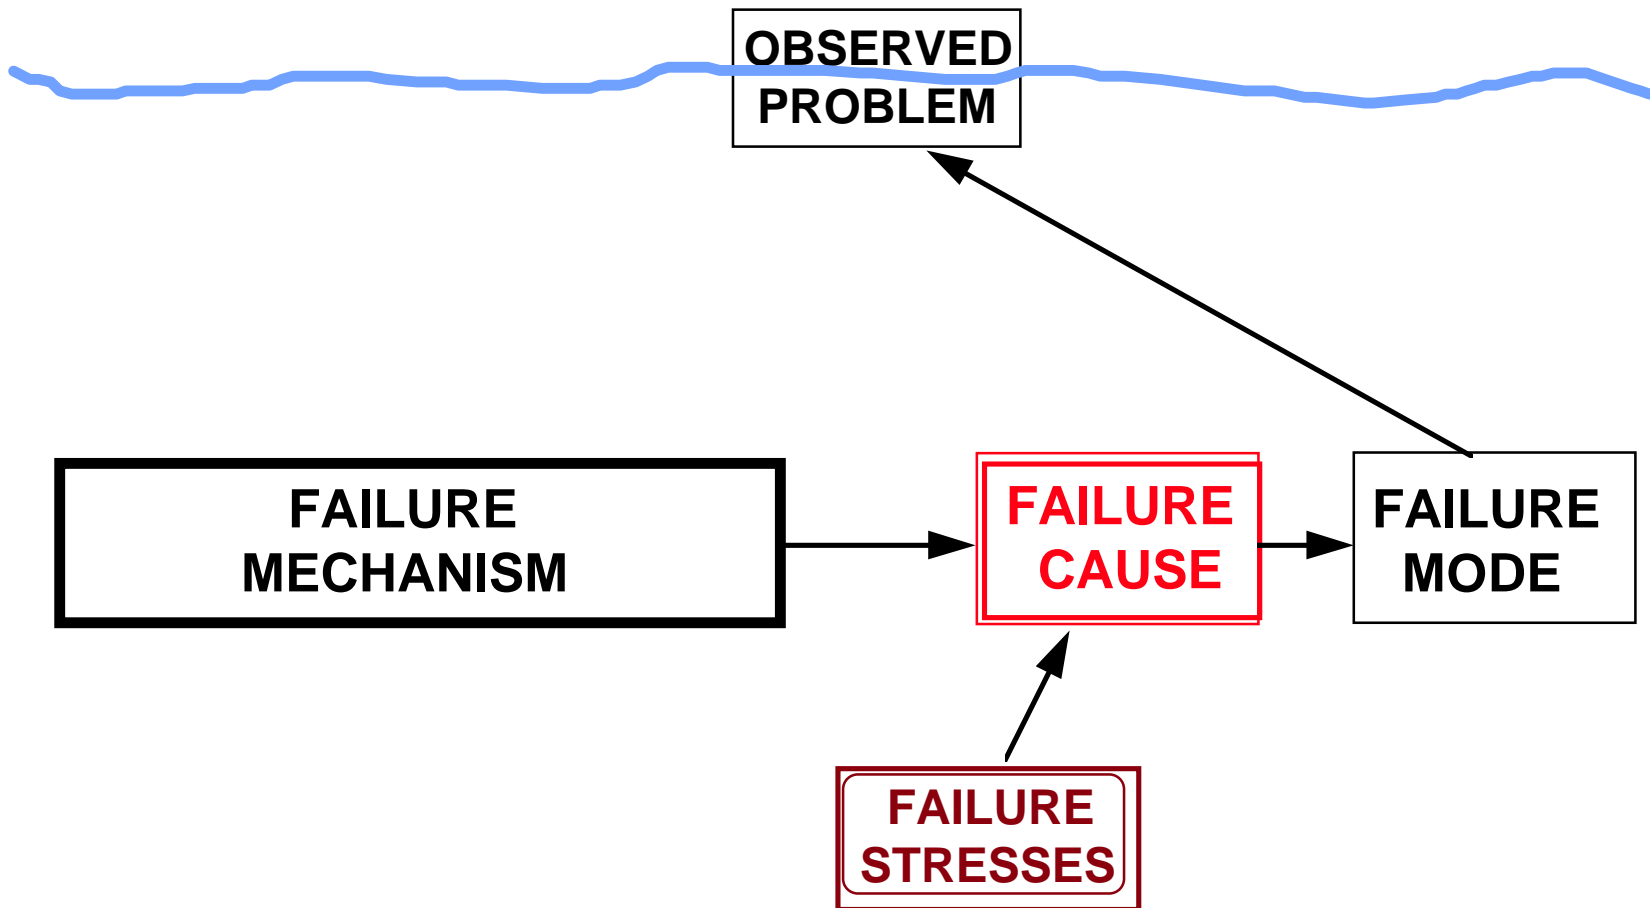 OBSERVED
PROBLEM
FAILURE
MECHANISM
FAILURE
CAUSE
FAILURE
MODE
FAILURE
STRESSES